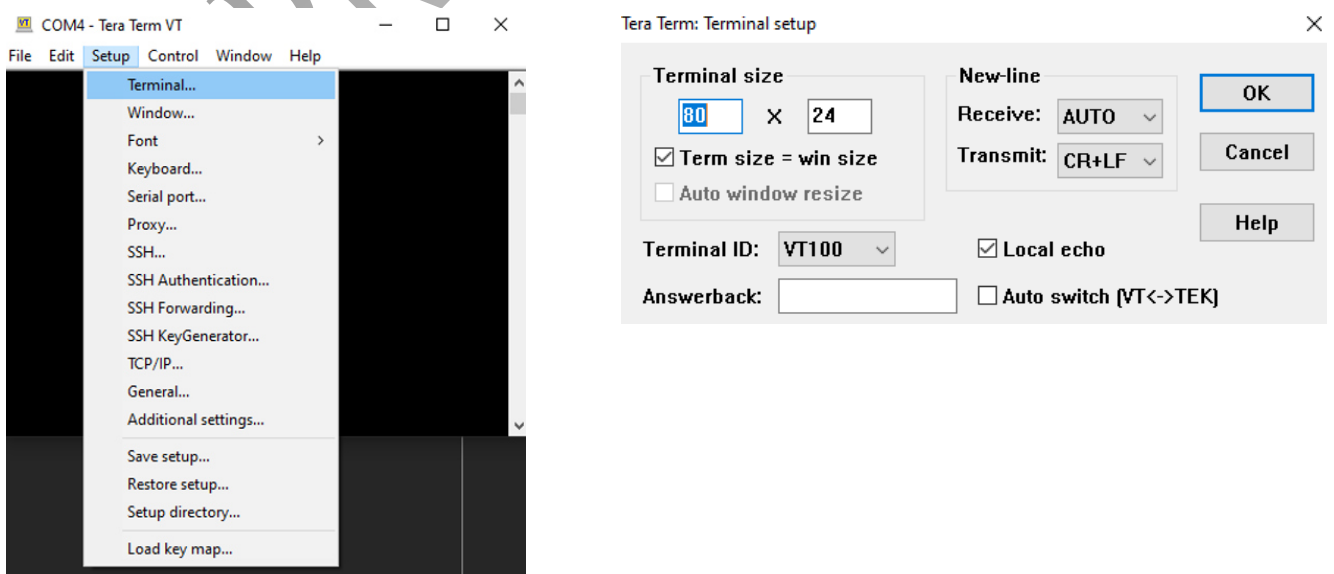 COM4 - Tera Term VT
File Edit Setup Control Window Help
Terminal...
Window...
Font
Keyboard...
Serial port...
Proxy...
SSH...
SSH Authentication...
SSH Forwarding...
SSH KeyGenerator...
TCP/IP...
General...
Additional settings...
Save setup...
Restore setup...
Setup directory...
Load key map...
Tera Term: Terminal setup
Terminal size
80 X 24
Term size = win size
Auto window resize
New-line
Receive: AUTO
Transmit: CR+LF
OK
Cancel
Help
Terminal ID: VT100
Local echo
Answerback:
Auto switch (VT<->TEK)